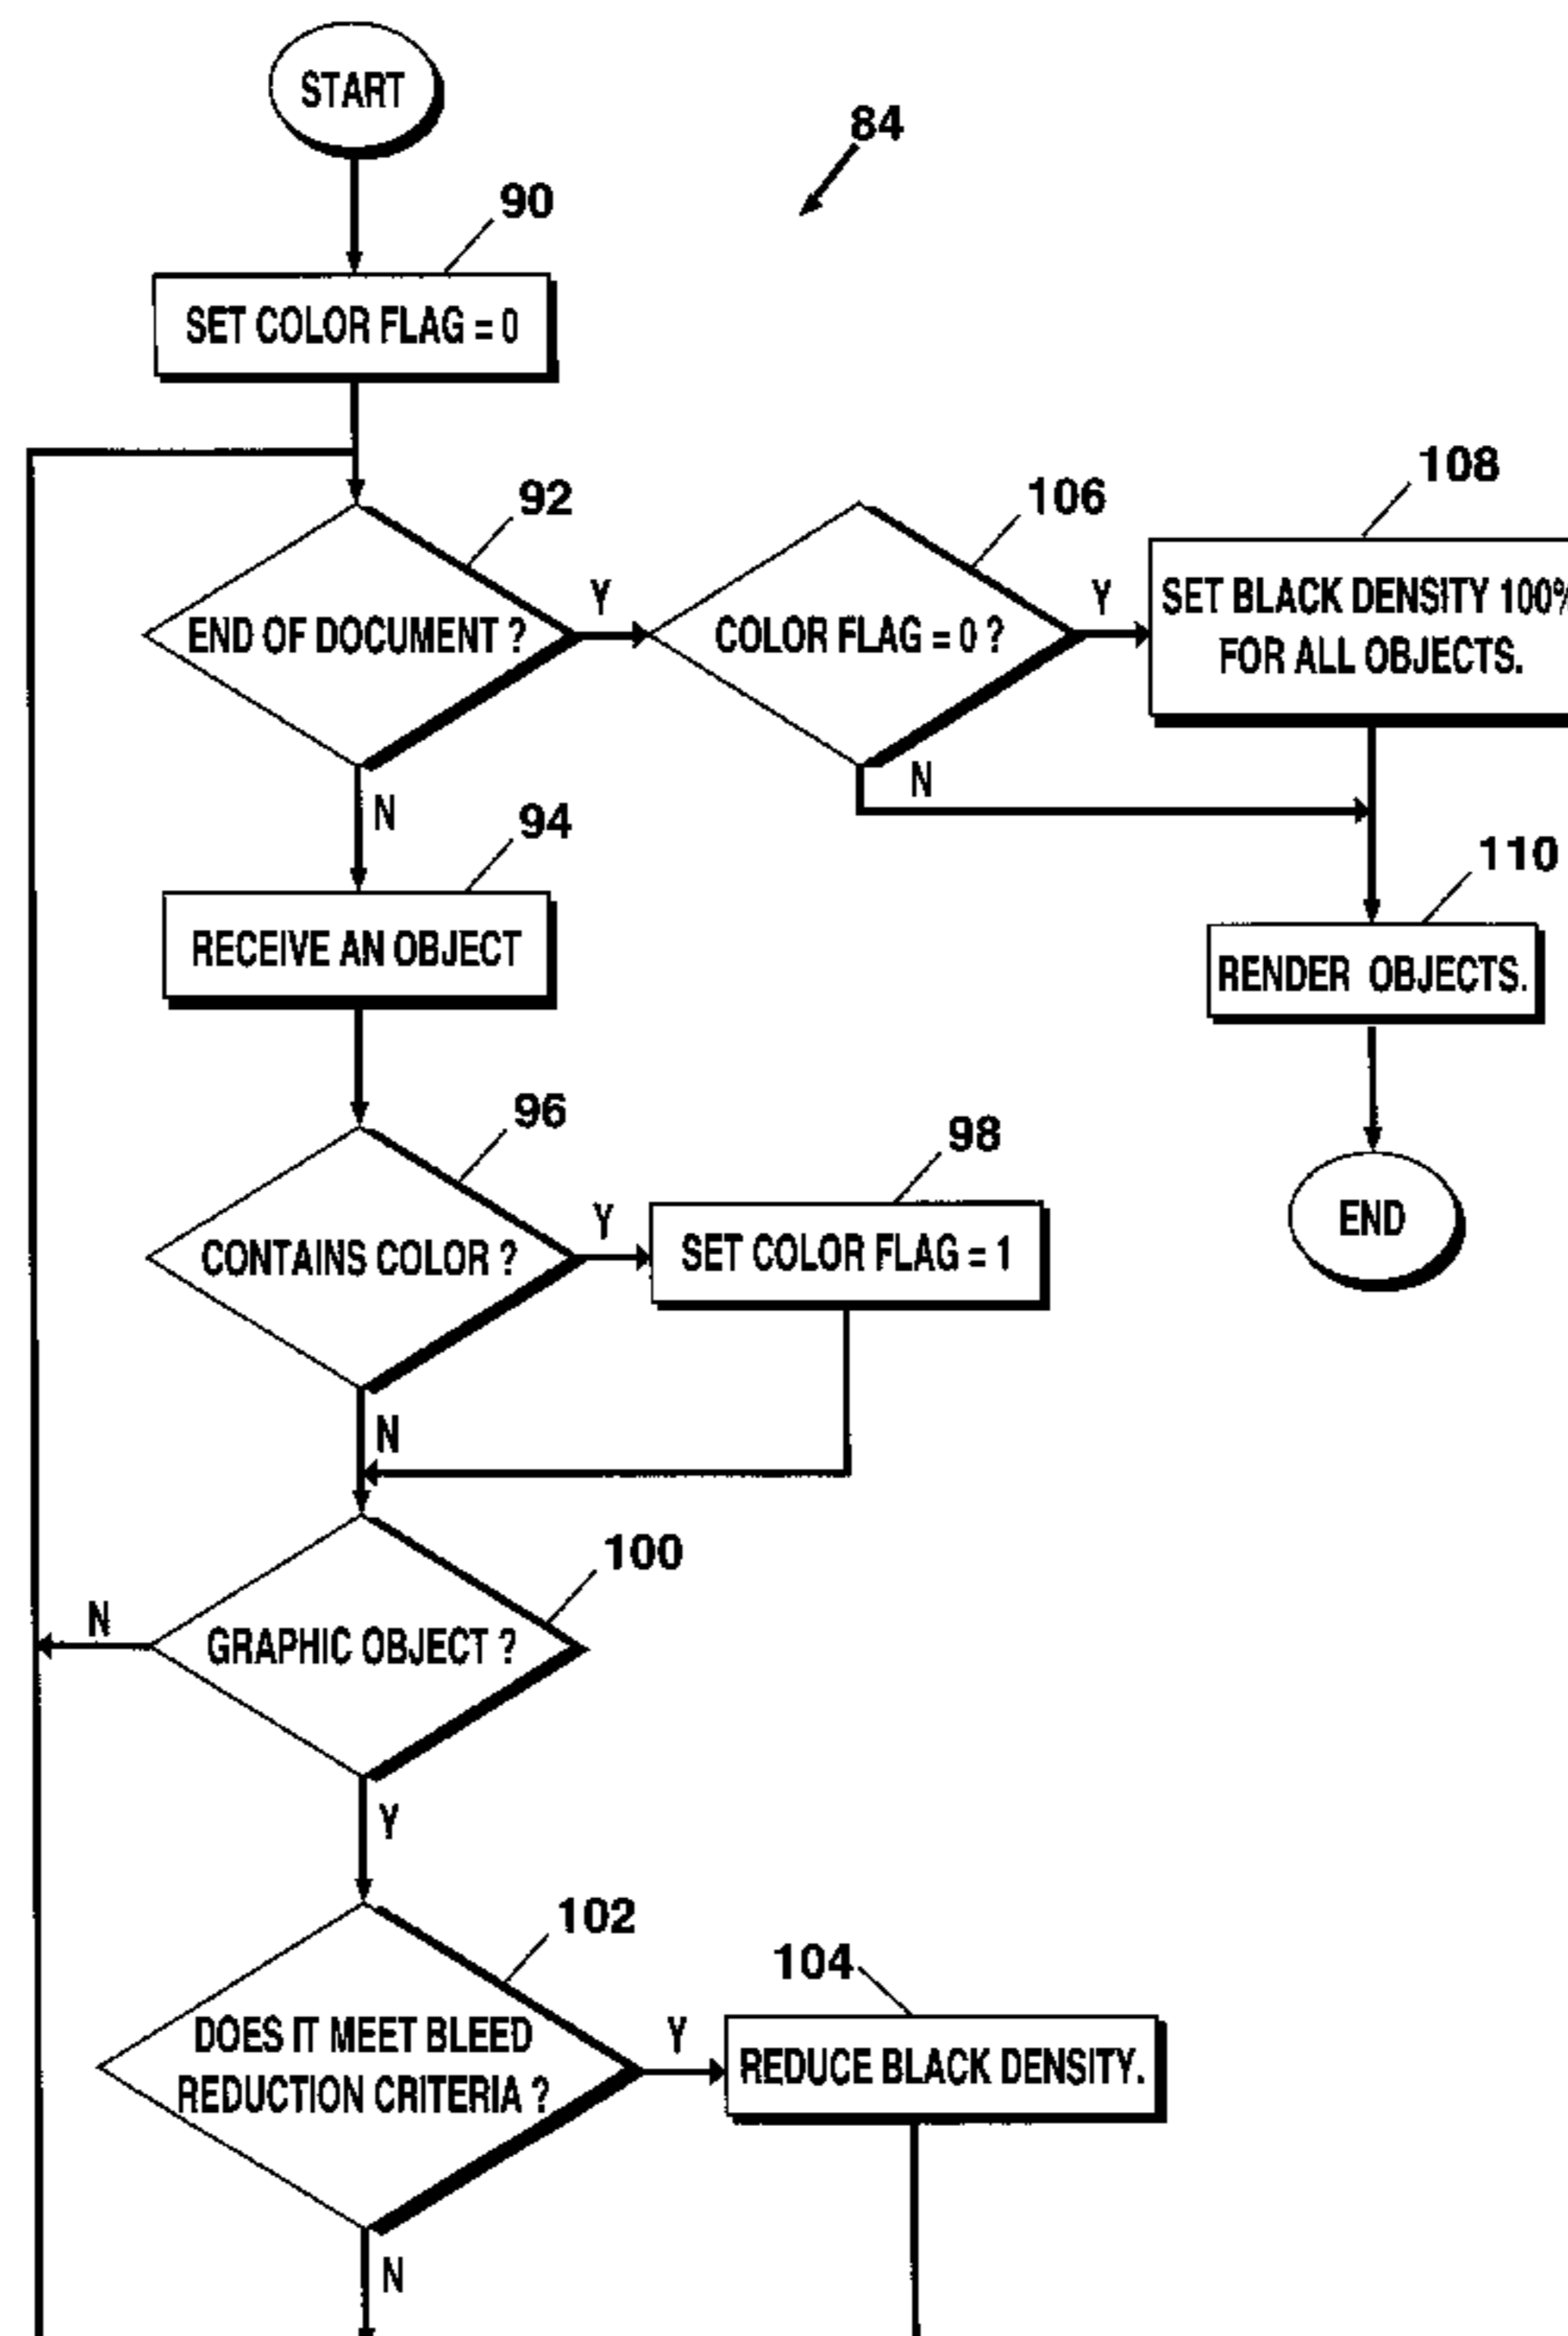 START
84
90
SET COLOR FLAG = 0
92
END OF DOCUMENT ?
Y
106
COLOR FLAG = 0 ?
Y
108
SET BLACK DENSITY 100%
FOR ALL OBJECTS.
N
N
94
RECEIVE AN OBJECT
110
RENDER OBJECTS.
END
96
CONTAINS COLOR ?
Y
98
SET COLOR FLAG = 1
N
100
GRAPHIC OBJECT ?
N
Y
102
DOES IT MEET BLEED
REDUCTION CRITERIA ?
Y
104
REDUCE BLACK DENSITY.
N